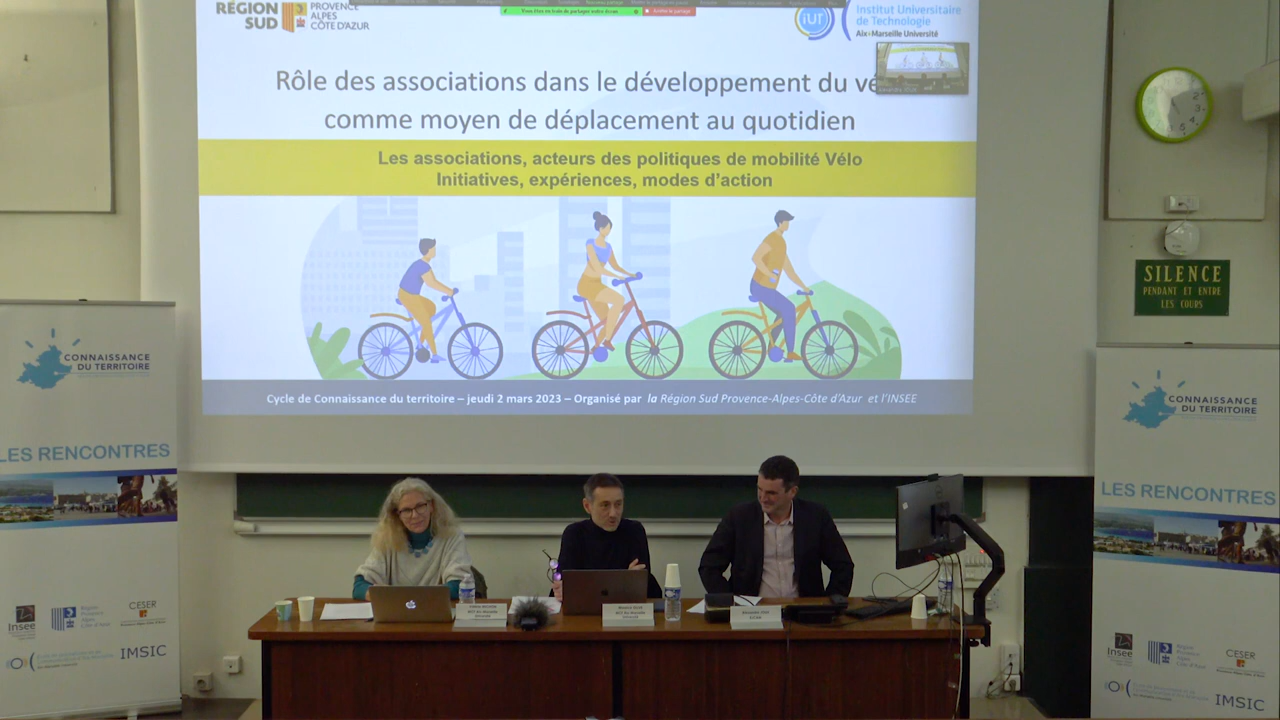 RÉGION
SUD
PROVENCE
ALPES
CÔTE D'AZUR
iut
Institut Universitaire
de Technologie
Aix*Marseille Université
Rôle des associations dans le développement du
comme moyen de déplacement au quotidien
Les associations, acteurs des politiques de mobilité Vélo
Initiatives, expériences, modes d'action
Cycle de Connaissance du territoire – jeudi 2 mars 2023 – Organisé par la Région Sud Provence-Alpes-Côte d'Azur et l'INSEE
SILENCE
PENDANT ET ENTRE
LES COURS
CONNAISSANCE
DU TERRITOIRE
LES RENCONTRES
Insee
CESER
IMSIC
CONNAISSANCE
DU TERRITOIRE
LES RENCONTRES
Insee
CESER
IMSIC